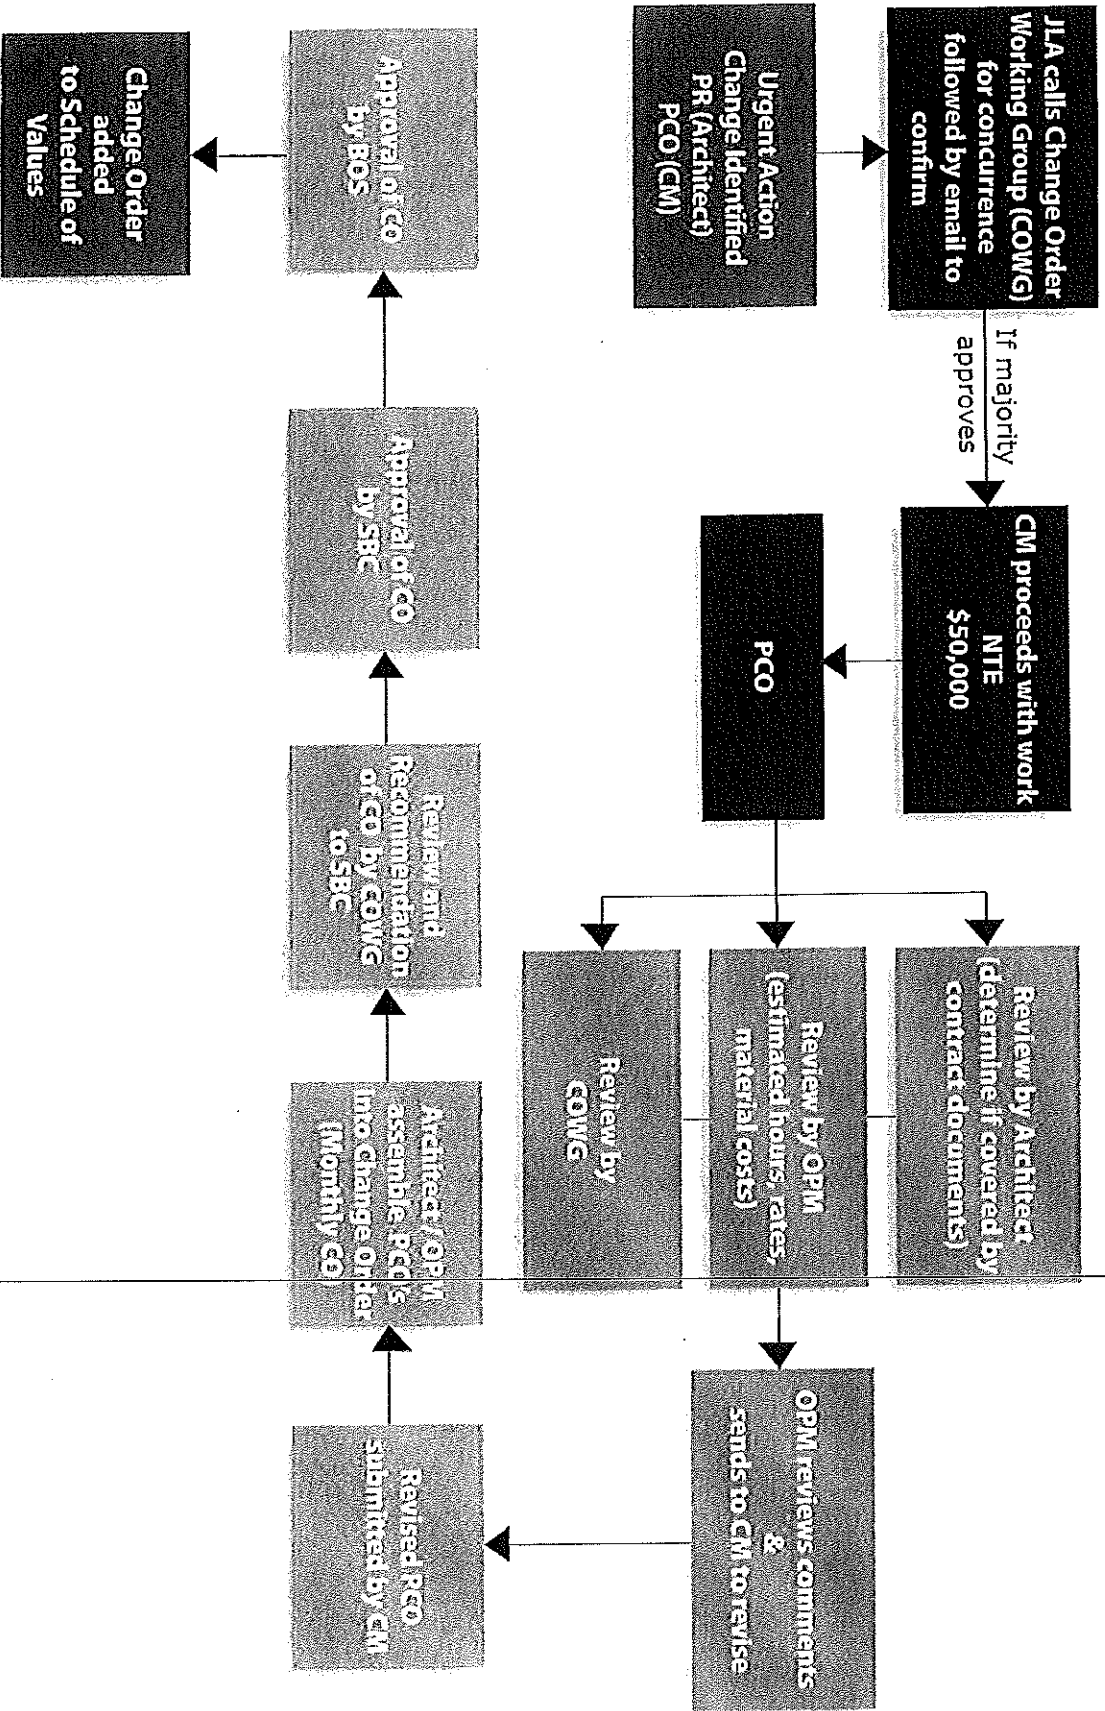 JLA calls Change Order
Working Group (COWG)
for concurrence
followed by email to
confirm
If majority
approves
CM proceeds with work
NTE
$50,000
Urgent Action
Change Identified
PR (Architect)
PCO (CM)
PCO
Review by Architect
(determine if covered by
contract documents)
Review by OPM
(estimated hours, rates,
material costs)
Review by
COWG
OPM reviews comments
&
sends to CM to revise
Revised PCO
submitted by CM
Architect/OPM
assemble PCO's
into Change Order
(Monthly CO)
Review and
Recommendation
of CO by COWG
to SBC
Approval of CO
by SBC
Approval of CO
by BOS
Change Order
added
to Schedule of
Values